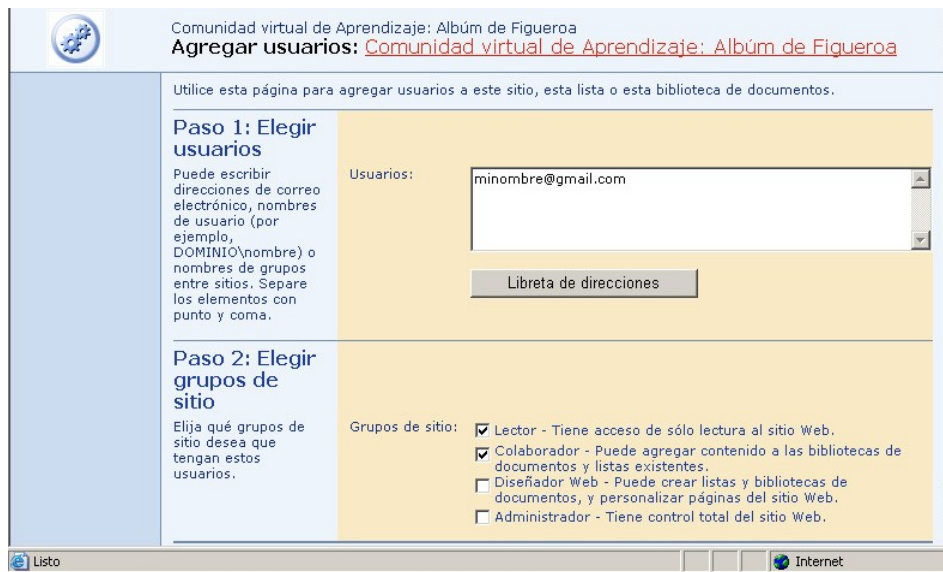 Comunidad virtual de Aprendizaje: Albúm de Figueroa
Agregar usuarios: Comunidad virtual de Aprendizaje: Albúm de Figueroa
Utilice esta página para agregar usuarios a este sitio, esta lista o esta biblioteca de documentos.
Paso 1: Elegir
usuarios
Puede escribir
direcciones de correo
electrónico, nombres
de usuario (por
ejemplo,
DOMINIO\nombre) o
nombres de grupos
entre sitios. Separe
los elementos con
punto y coma.
Usuarios:
minombre@gmail.com
Libreta de direcciones
Paso 2: Elegir
grupos de
sitio
Elija qué grupos de
sitio desea que
tengan estos
usuarios.
Grupos de sitio:
Lector - Tiene acceso de sólo lectura al sitio Web.
Colaborador - Puede agregar contenido a las bibliotecas de
documentos y listas existentes.
Diseñador Web - Puede crear listas y bibliotecas de
documentos, y personalizar páginas del sitio Web.
Administrador - Tiene control total del sitio Web.
Listo
Internet